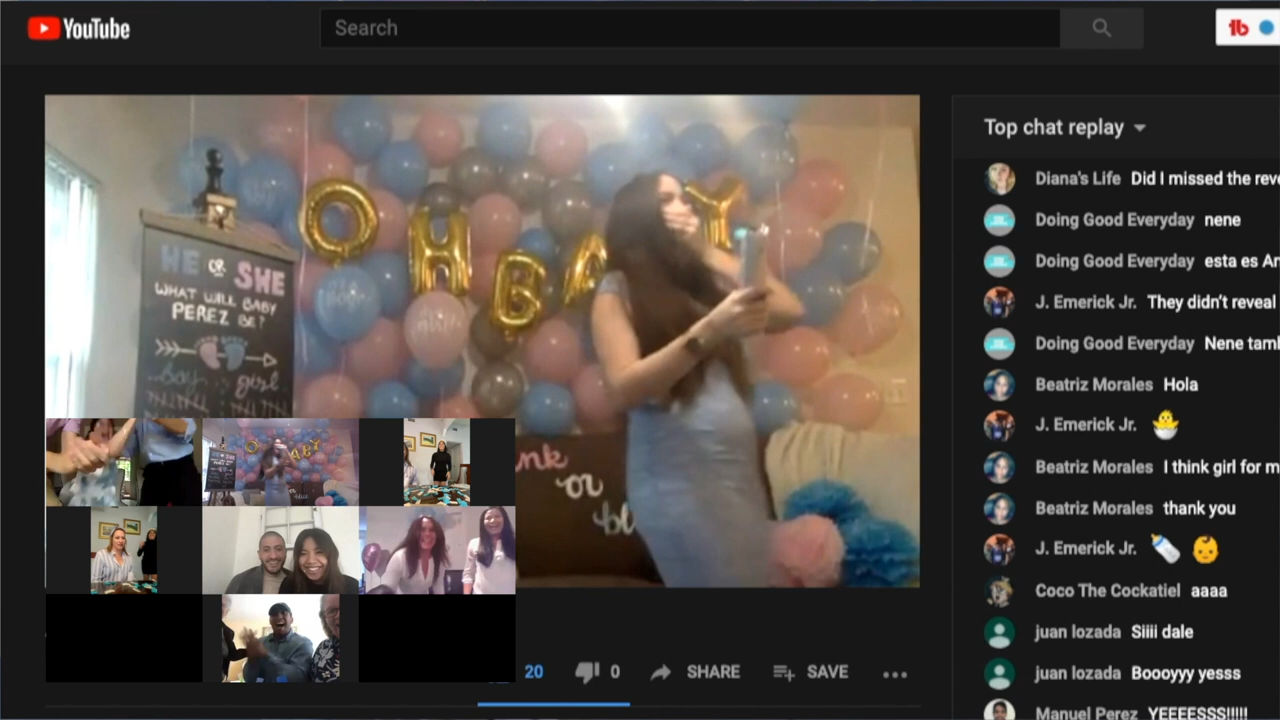 YouTube
Search
HE or SHE
WHAT WILL BABY
PEREZ BE?
boy girl
OH BABY
nk
or
blu
20
0
SHARE
SAVE
Top chat replay
Diana's Life Did I missed the reve
Doing Good Everyday nene
Doing Good Everyday esta es An
J. Emerick Jr. They didn't reveal
Doing Good Everyday Nene tamb
Beatriz Morales Hola
J. Emerick Jr. 🐣
Beatriz Morales I think girl for m
Beatriz Morales thank you
J. Emerick Jr. 🍼 👶
Coco The Cockatiel aaaa
juan lozada Siiii dale
juan lozada Boooyyy yesss
Manuel Perez YEEEESSS!!!!!